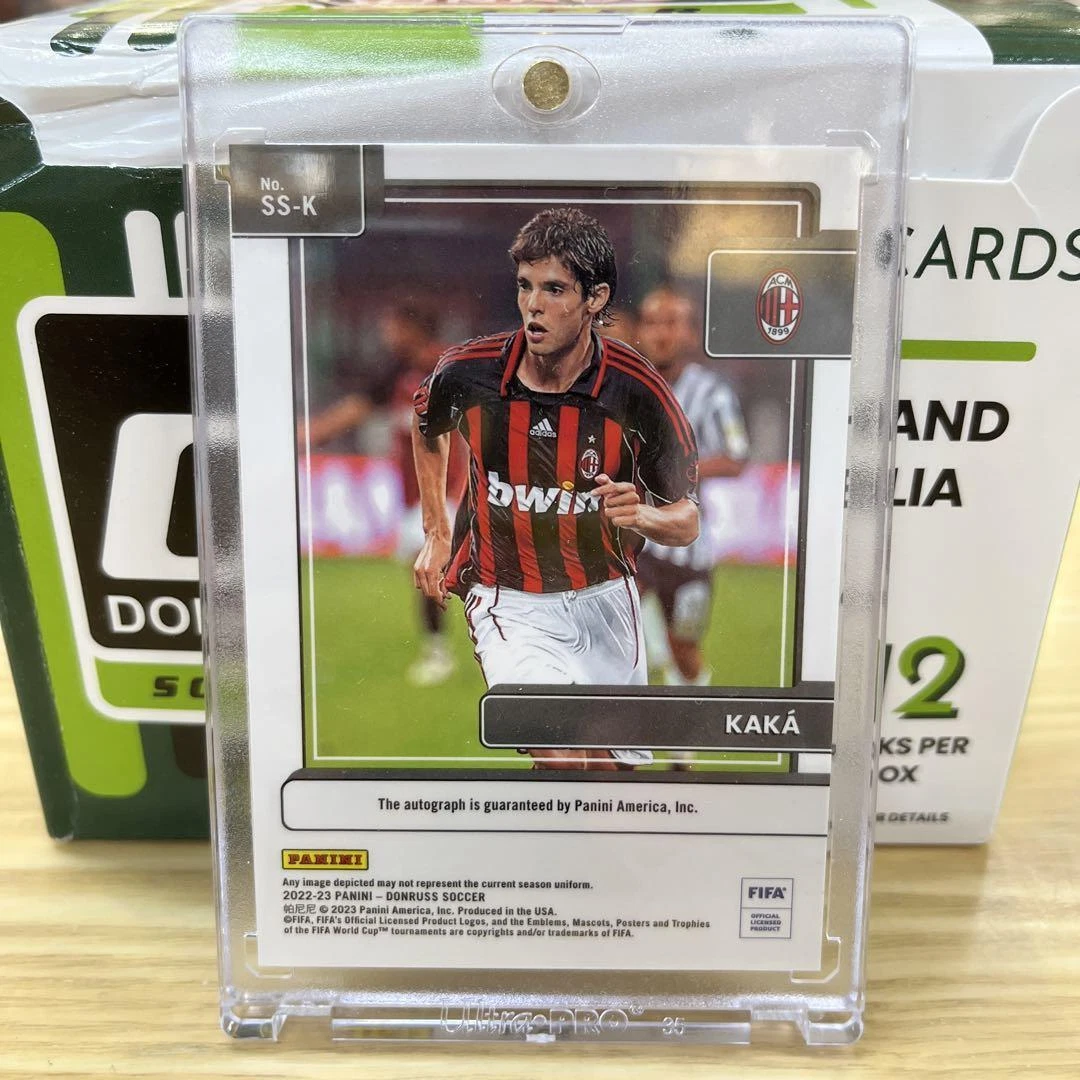 No.
SS-K
ACM
1899
adidas
bwin
KAKÁ
The autograph is guaranteed by Panini America, Inc.
PANINI
Any image depicted may not represent the current season uniform.
2022-23 PANINI – DONRUSS SOCCER
帕尼尼 © 2023 Panini America, Inc. Produced in the USA.
©FIFA, FIFA's Official Licensed Product Logos, and the Emblems, Mascots, Posters and Trophies
of the FIFA World Cup™ tournaments are copyrights and/or trademarks of FIFA.
FIFA®
OFFICIAL
LICENSED
PRODUCT
Ultra·PRO® 35
CARDS
AND
LIA
12
KS PER
OX
DETAILS
DO
SO